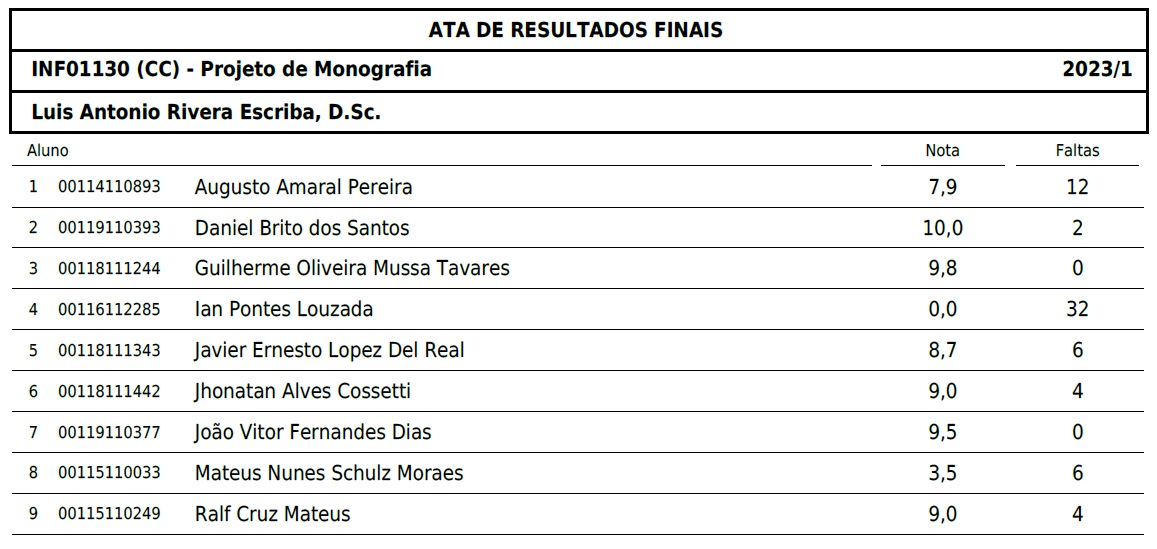 ATA DE RESULTADOS FINAIS
INF01130 (CC) - Projeto de Monografia 2023/1
Luis Antonio Rivera Escriba, D.Sc.
Aluno Nota Faltas
1 00114110893 Augusto Amaral Pereira 7,9 12
2 00119110393 Daniel Brito dos Santos 10,0 2
3 00118111244 Guilherme Oliveira Mussa Tavares 9,8 0
4 00116112285 Ian Pontes Louzada 0,0 32
5 00118111343 Javier Ernesto Lopez Del Real 8,7 6
6 00118111442 Jhonatan Alves Cossetti 9,0 4
7 00119110377 João Vitor Fernandes Dias 9,5 0
8 00115110033 Mateus Nunes Schulz Moraes 3,5 6
9 00115110249 Ralf Cruz Mateus 9,0 4